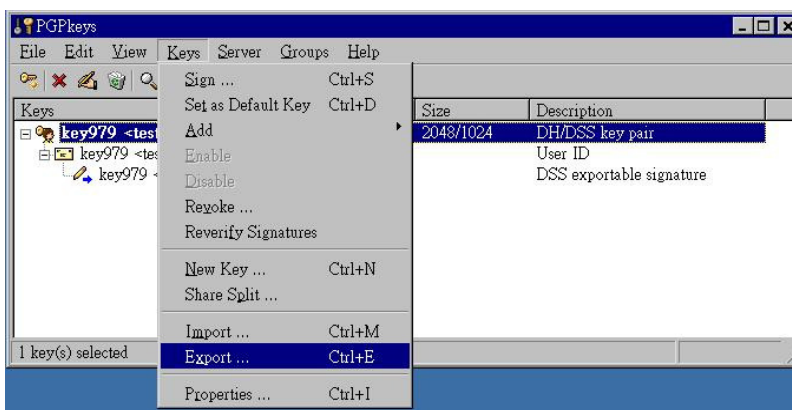 PGPkeys
File Edit View Keys Server Groups Help
Sign ... Ctrl+S
Set as Default Key Ctrl+D
Add
Enable
Disable
Revoke ...
Reverify Signatures
New Key ... Ctrl+N
Share Split ...
Import ... Ctrl+M
Export ... Ctrl+E
Properties ... Ctrl+I
Keys Size Description
key979 <test 2048/1024 DH/DSS key pair
key979 <tes User ID
key979 < DSS exportable signature
1 key(s) selected